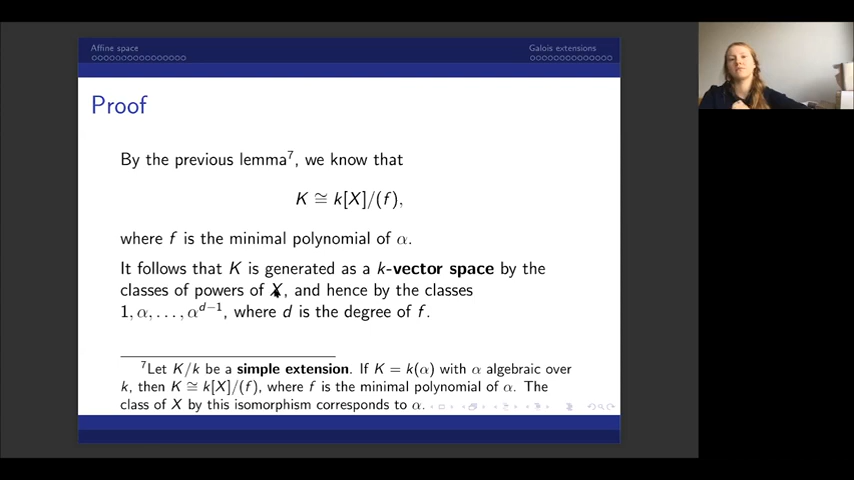 Affine space
Galois extensions
Proof
By the previous lemma⁷, we know that
K ≅ k[X]/(f),
where f is the minimal polynomial of α.
It follows that K is generated as a k-vector space by the
classes of powers of X, and hence by the classes
1, α, . . . , α^{d−1}, where d is the degree of f.
⁷Let K/k be a simple extension. If K = k(α) with α algebraic over
k, then K ≅ k[X]/(f), where f is the minimal polynomial of α. The
class of X by this isomorphism corresponds to α.